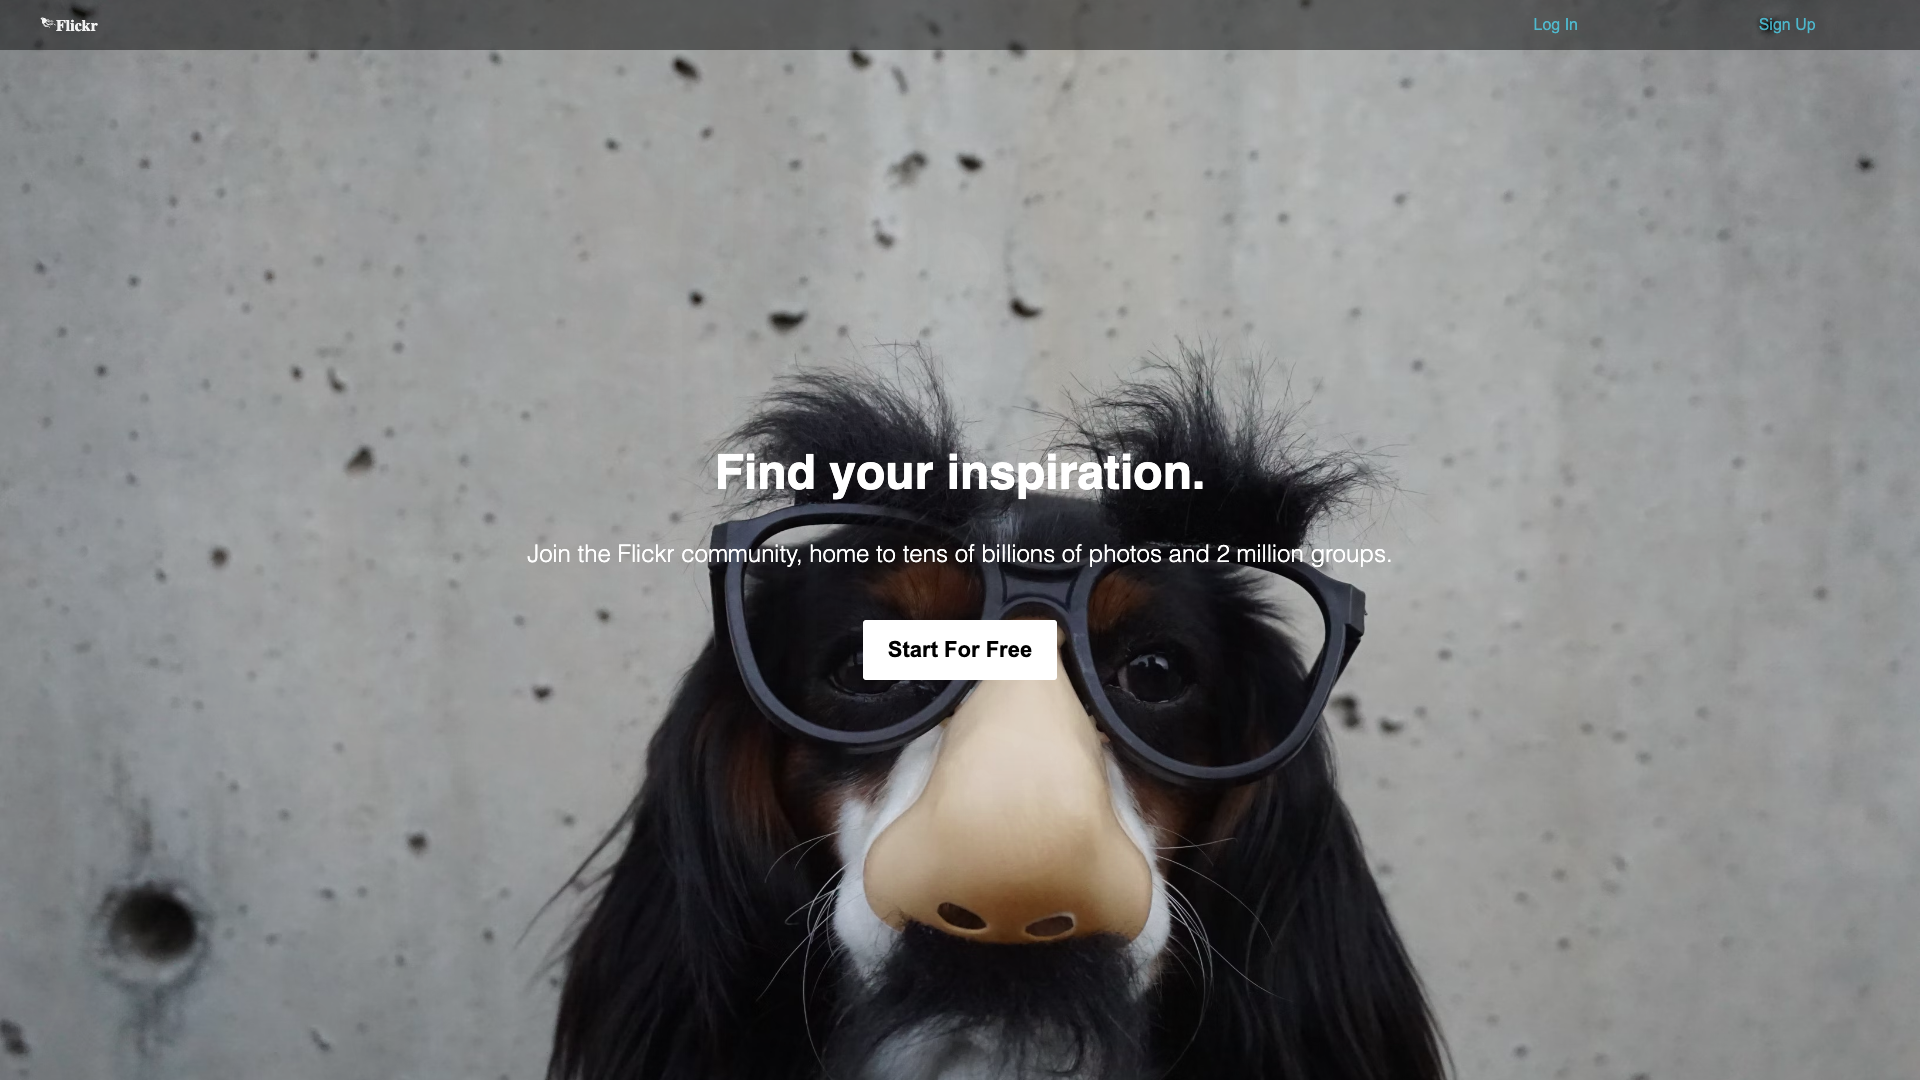 Flickr
Log In
Sign Up
Find your inspiration.
Join the Flickr community, home to tens of billions of photos and 2 million groups.
Start For Free